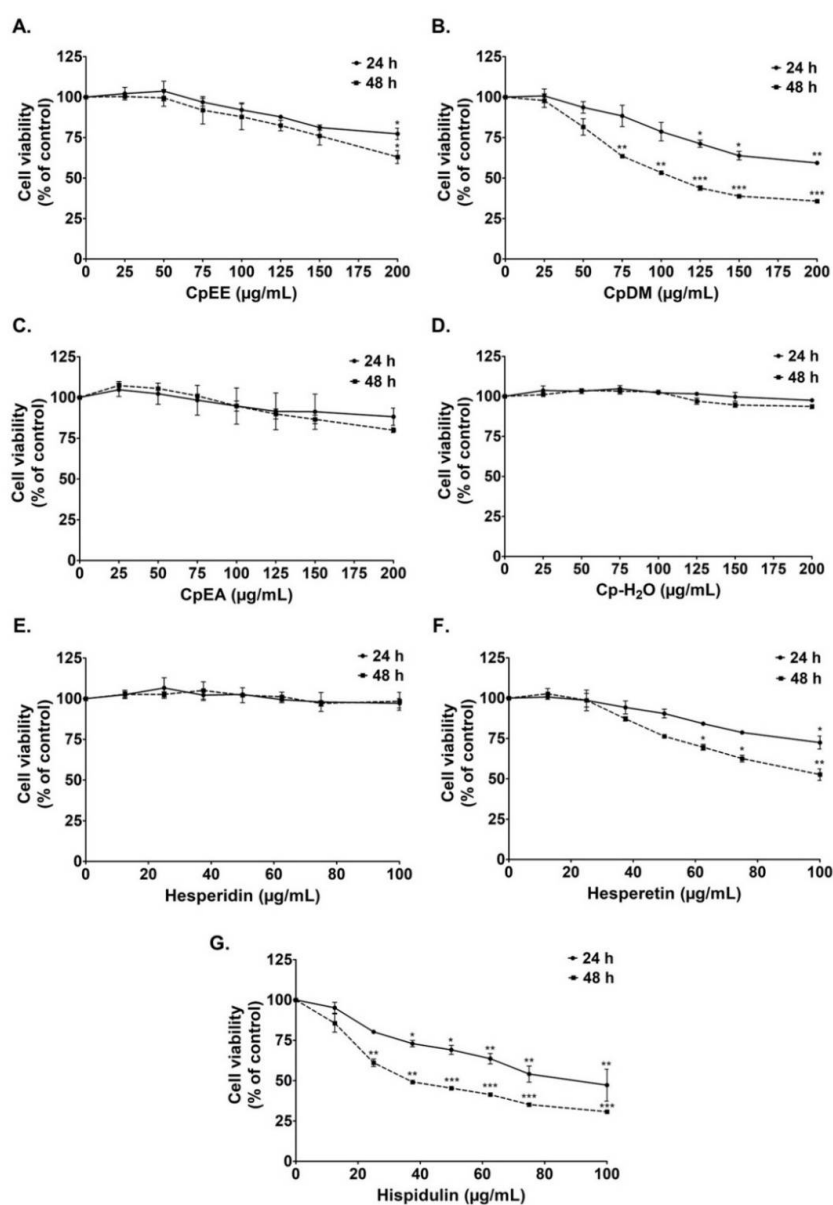 A.
125
100
75
50
25
0
Cell viability
(% of control)
24 h
48 h
*
*
0 25 50 75 100 125 150 200
CpEE (µg/mL)
B.
125
100
75
50
25
0
Cell viability
(% of control)
24 h
48 h
* * **
** ** *** *** ***
0 25 50 75 100 125 150 200
CpDM (µg/mL)
C.
125
100
75
50
25
0
Cell viability
(% of control)
24 h
48 h
0 25 50 75 100 125 150 200
CpEA (µg/mL)
D.
125
100
75
50
25
0
Cell viability
(% of control)
24 h
48 h
0 25 50 75 100 125 150 200
Cp-H₂O (µg/mL)
E.
125
100
75
50
25
0
Cell viability
(% of control)
24 h
48 h
0 20 40 60 80 100
Hesperidin (µg/mL)
F.
125
100
75
50
25
0
Cell viability
(% of control)
24 h
48 h
*
* * **
0 20 40 60 80 100
Hesperetin (µg/mL)
G.
125
100
75
50
25
0
Cell viability
(% of control)
24 h
48 h
* * ** ** **
** ** *** *** *** ***
0 20 40 60 80 100
Hispidulin (µg/mL)